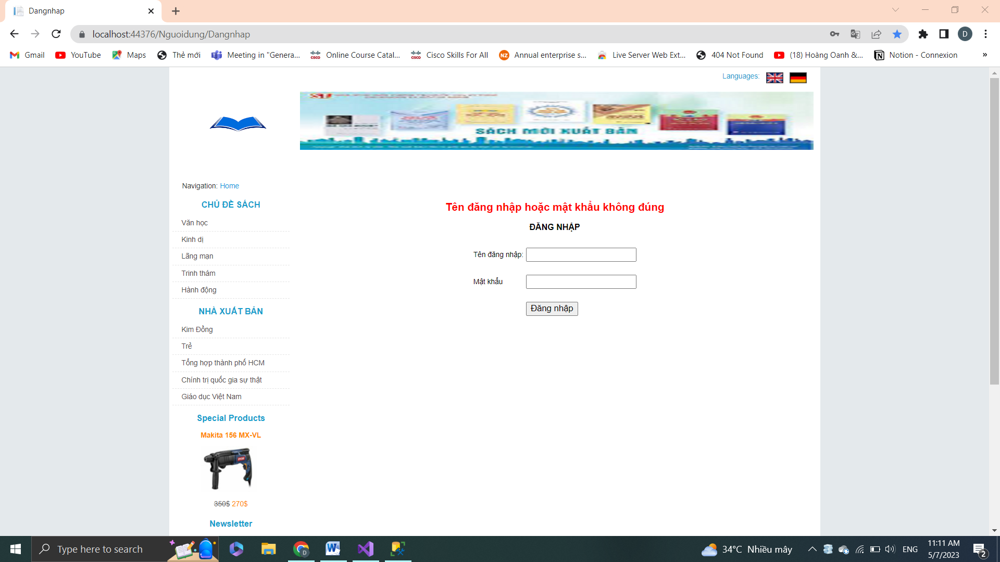 Dangnhap
localhost:44376/Nguoidung/Dangnhap
D
Gmail
YouTube
Maps
Thẻ mới
Meeting in "Genera...
Online Course Catal...
Cisco Skills For All
Annual enterprise s...
Live Server Web Ext...
404 Not Found
(18) Hoàng Oanh &...
Notion - Connexion
»
Languages:
SÁCH MỚI XUẤT BẢN
Navigation: Home
CHỦ ĐỀ SÁCH
Văn học
Kinh dị
Lãng mạn
Trinh thám
Hành động
NHÀ XUẤT BẢN
Kim Đồng
Trẻ
Tổng hợp thành phố HCM
Chính trị quốc gia sự thật
Giáo dục Việt Nam
Special Products
Makita 156 MX-VL
350$ 270$
Newsletter
Tên đăng nhập hoặc mật khẩu không đúng
ĐĂNG NHẬP
Tên đăng nhập:
Mật khẩu
Đăng nhập
Type here to search
34°C Nhiều mây
ENG
11:11 AM
5/7/2023
2